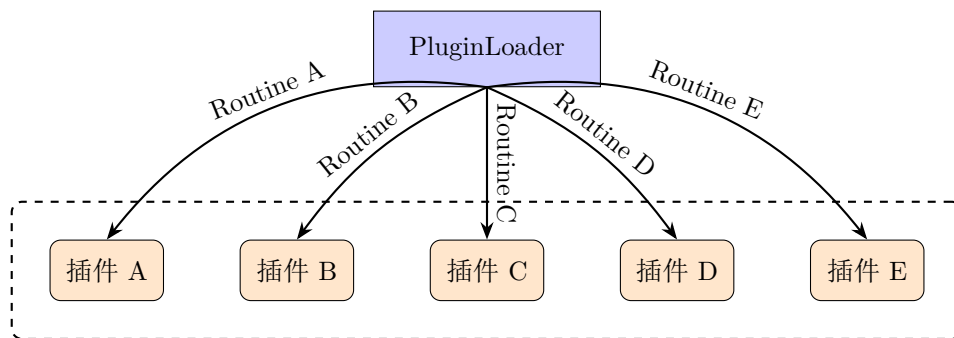 PluginLoader
Routine A
Routine B
Routine C
Routine D
Routine E
插件 A
插件 B
插件 C
插件 D
插件 E